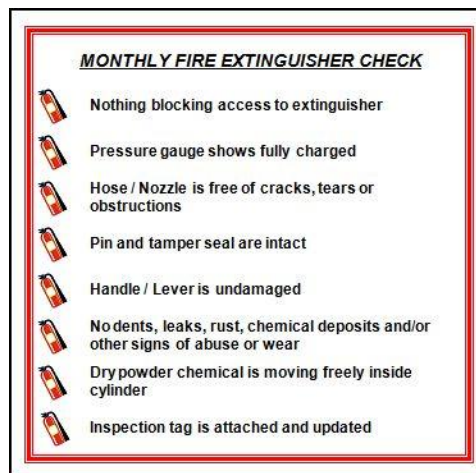 MONTHLY FIRE EXTINGUISHER CHECK
Nothing blocking access to extinguisher
Pressure gauge shows fully charged
Hose / Nozzle is free of cracks, tears or
obstructions
Pin and tamper seal are intact
Handle / Lever is undamaged
No dents, leaks, rust, chemical deposits and/or
other signs of abuse or wear
Dry powder chemical is moving freely inside
cylinder
Inspection tag is attached and updated